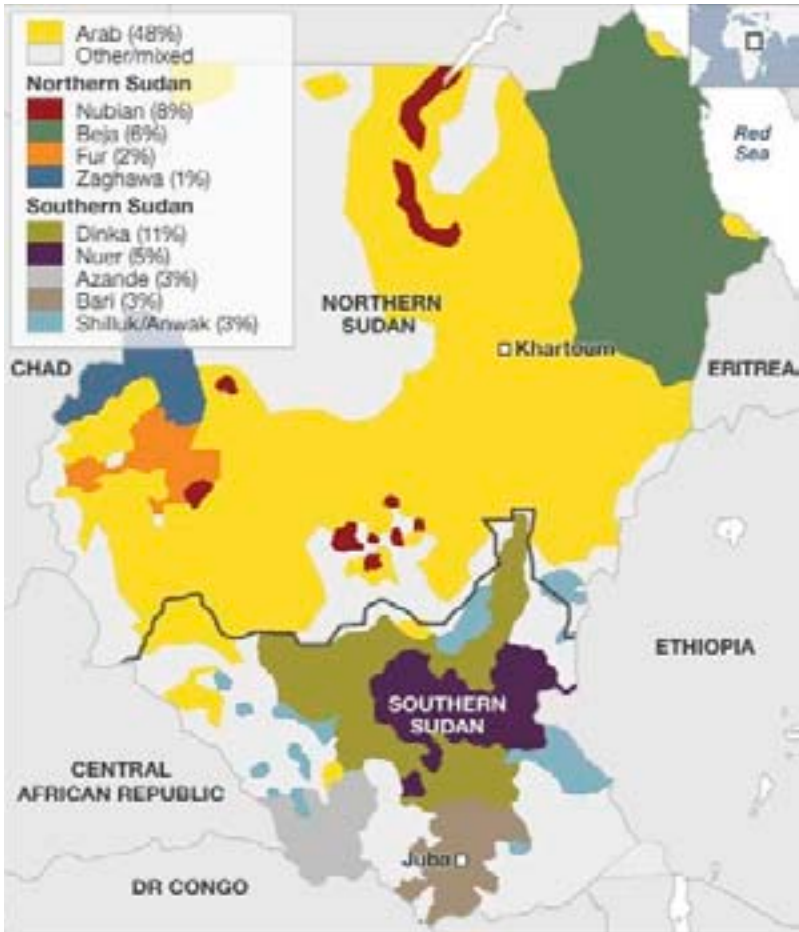 Arab (48%)
Other/mixed
Northern Sudan
Nubian (8%)
Beja (6%)
Fur (2%)
Zaghawa (1%)
Southern Sudan
Dinka (11%)
Nuer (5%)
Azande (3%)
Bari (3%)
Shilluk/Anwak (3%)
Red
Sea
NORTHERN
SUDAN
Khartoum
CHAD
ERITREA
ETHIOPIA
SOUTHERN
SUDAN
CENTRAL
AFRICAN REPUBLIC
Juba
DR CONGO